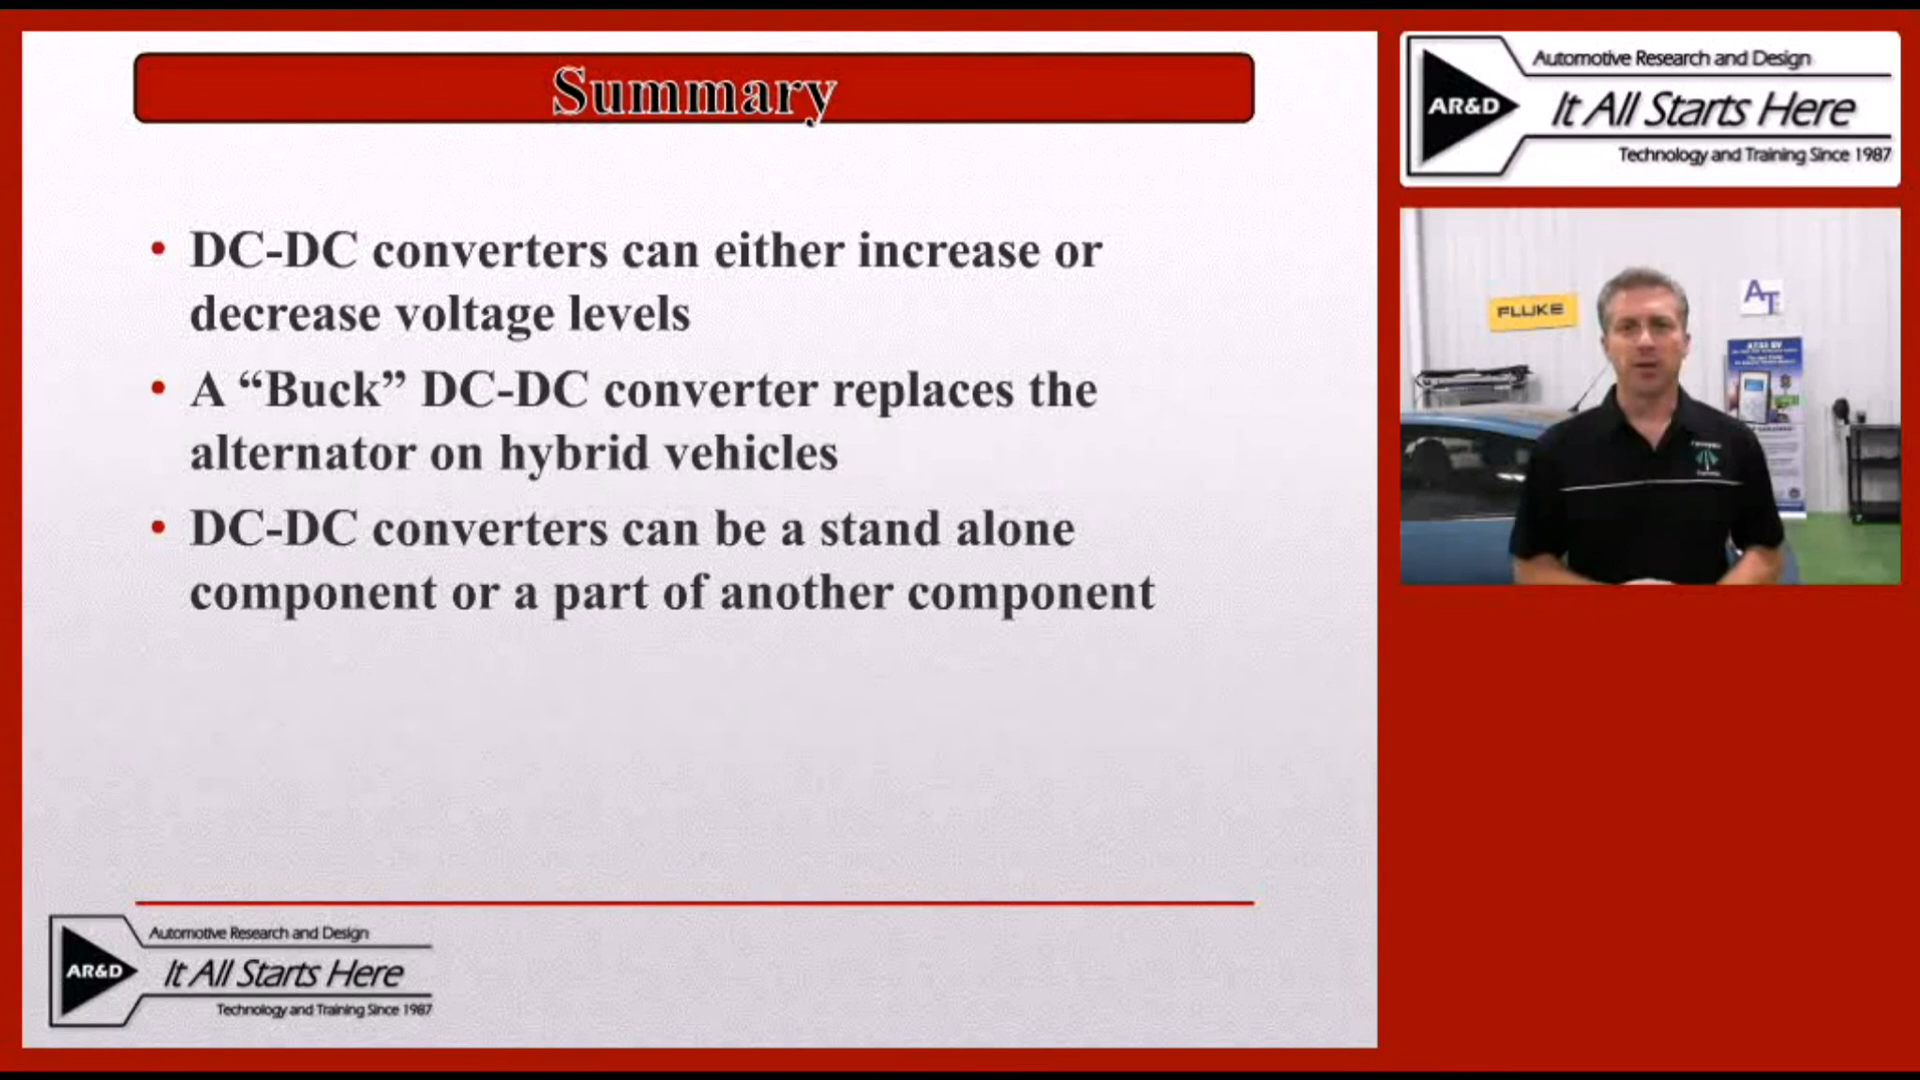 Summary
• DC-DC converters can either increase or
decrease voltage levels
• A “Buck” DC-DC converter replaces the
alternator on hybrid vehicles
• DC-DC converters can be a stand alone
component or a part of another component
Automotive Research and Design
AR&D
It All Starts Here
Technology and Training Since 1987
Automotive Research and Design
AR&D
It All Starts Here
Technology and Training Since 1987
FLUKE
AT